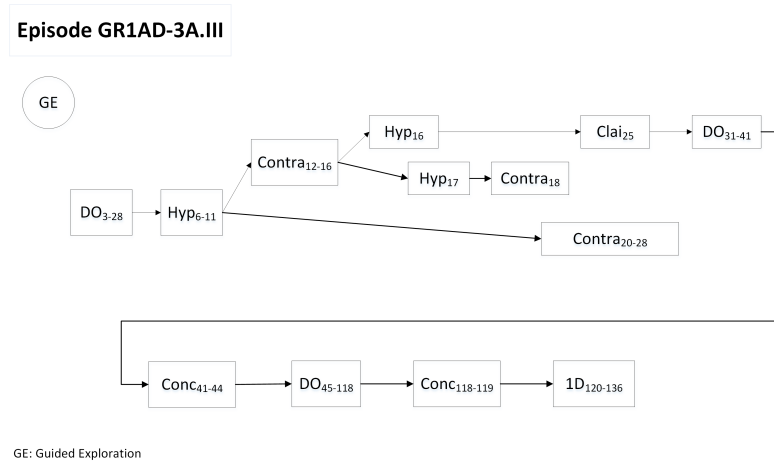 Episode GR1AD-3A.III
GE
Hyp16
Clai25
DO31-41
Contra12-16
Hyp17
Contra18
DO3-28
Hyp6-11
Contra20-28
Conc41-44
DO45-118
Conc118-119
1D120-136
GE: Guided Exploration